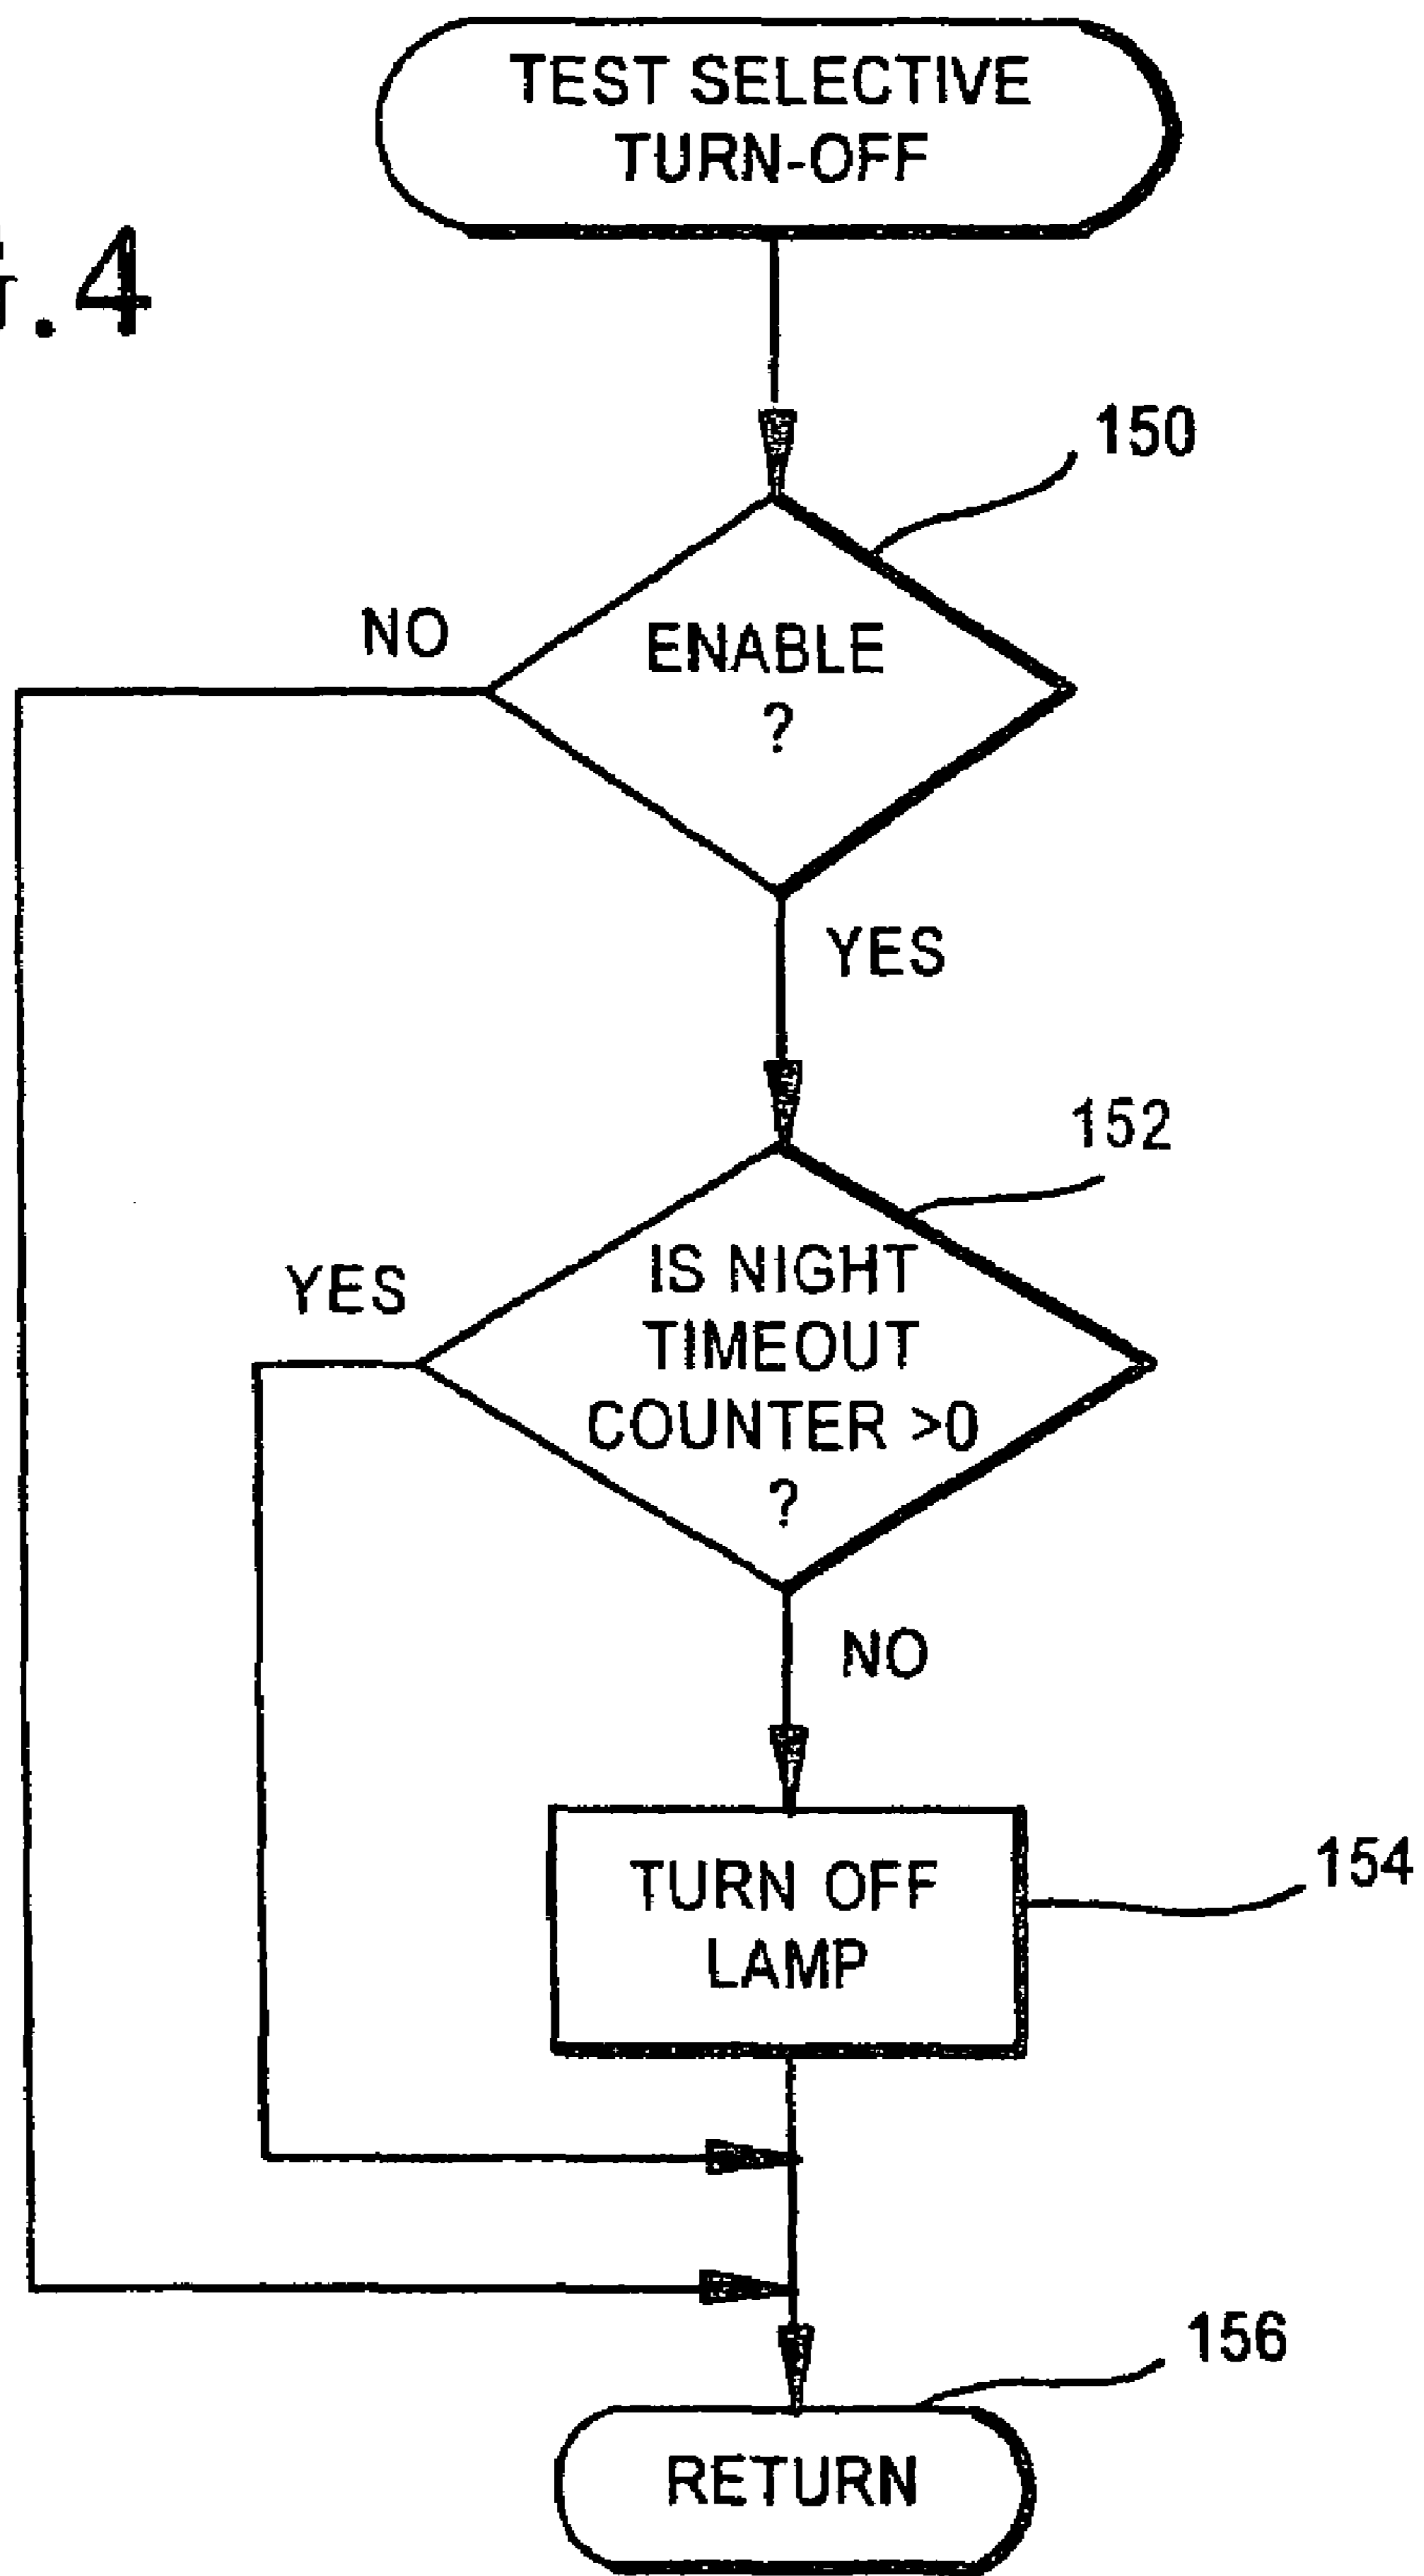 TEST SELECTIVE
TURN-OFF
.4
150
NO
ENABLE
?
YES
152
YES
IS NIGHT
TIMEOUT
COUNTER >0
?
NO
TURN OFF
LAMP
154
156
RETURN